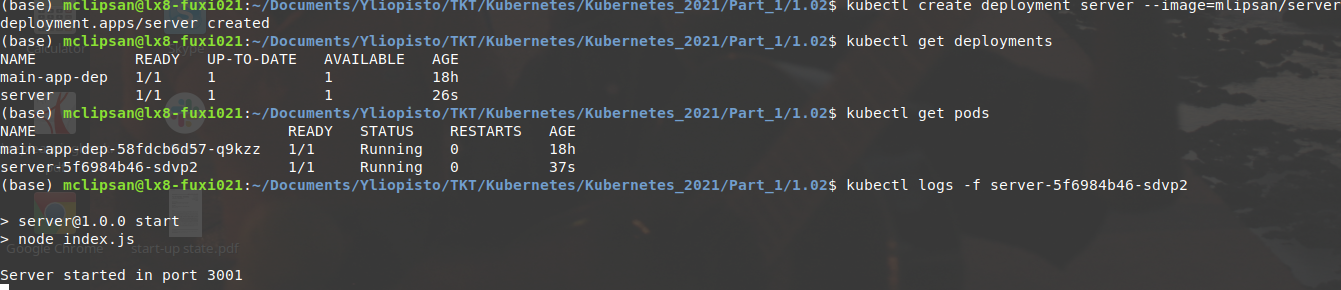 (base) mclipsan@lx8-fuxi021:~/Documents/Yliopisto/TKT/Kubernetes/Kubernetes_2021/Part_1/1.02$ kubectl create deployment server --image=mlipsan/server
deployment.apps/server created
(base) mclipsan@lx8-fuxi021:~/Documents/Yliopisto/TKT/Kubernetes/Kubernetes_2021/Part_1/1.02$ kubectl get deployments
NAME           READY   UP-TO-DATE   AVAILABLE   AGE
main-app-dep   1/1     1            1           18h
server         1/1     1            1           26s
(base) mclipsan@lx8-fuxi021:~/Documents/Yliopisto/TKT/Kubernetes/Kubernetes_2021/Part_1/1.02$ kubectl get pods
NAME                            READY   STATUS    RESTARTS   AGE
main-app-dep-58fdcb6d57-q9kzz   1/1     Running   0          18h
server-5f6984b46-sdvp2          1/1     Running   0          37s
(base) mclipsan@lx8-fuxi021:~/Documents/Yliopisto/TKT/Kubernetes/Kubernetes_2021/Part_1/1.02$ kubectl logs -f server-5f6984b46-sdvp2
> server@1.0.0 start
> node index.js
Google Chrome start-up state.pdf
Server started in port 3001